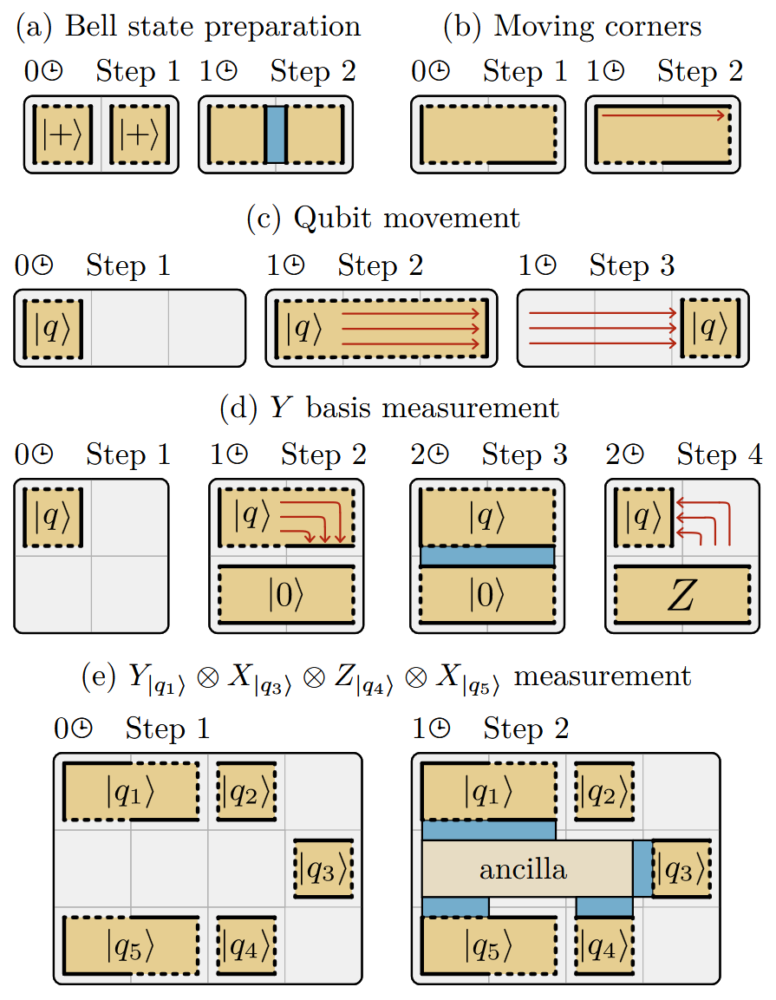 (a) Bell state preparation
(b) Moving corners
0🕒 Step 1 1🕒 Step 2
0🕒 Step 1 1🕒 Step 2
|+⟩ |+⟩
(c) Qubit movement
0🕒 Step 1 1🕒 Step 2 1🕒 Step 3
|q⟩ |q⟩ |q⟩
(d) Y basis measurement
0🕒 Step 1 1🕒 Step 2 2🕒 Step 3 2🕒 Step 4
|q⟩ |q⟩ |q⟩ |q⟩
|0⟩ |0⟩ Z
(e) Y|q₁⟩ ⊗ X|q₃⟩ ⊗ Z|q₄⟩ ⊗ X|q₅⟩ measurement
0🕒 Step 1 1🕒 Step 2
|q₁⟩ |q₂⟩ |q₁⟩ |q₂⟩
|q₃⟩ ancilla |q₃⟩
|q₅⟩ |q₄⟩ |q₅⟩ |q₄⟩